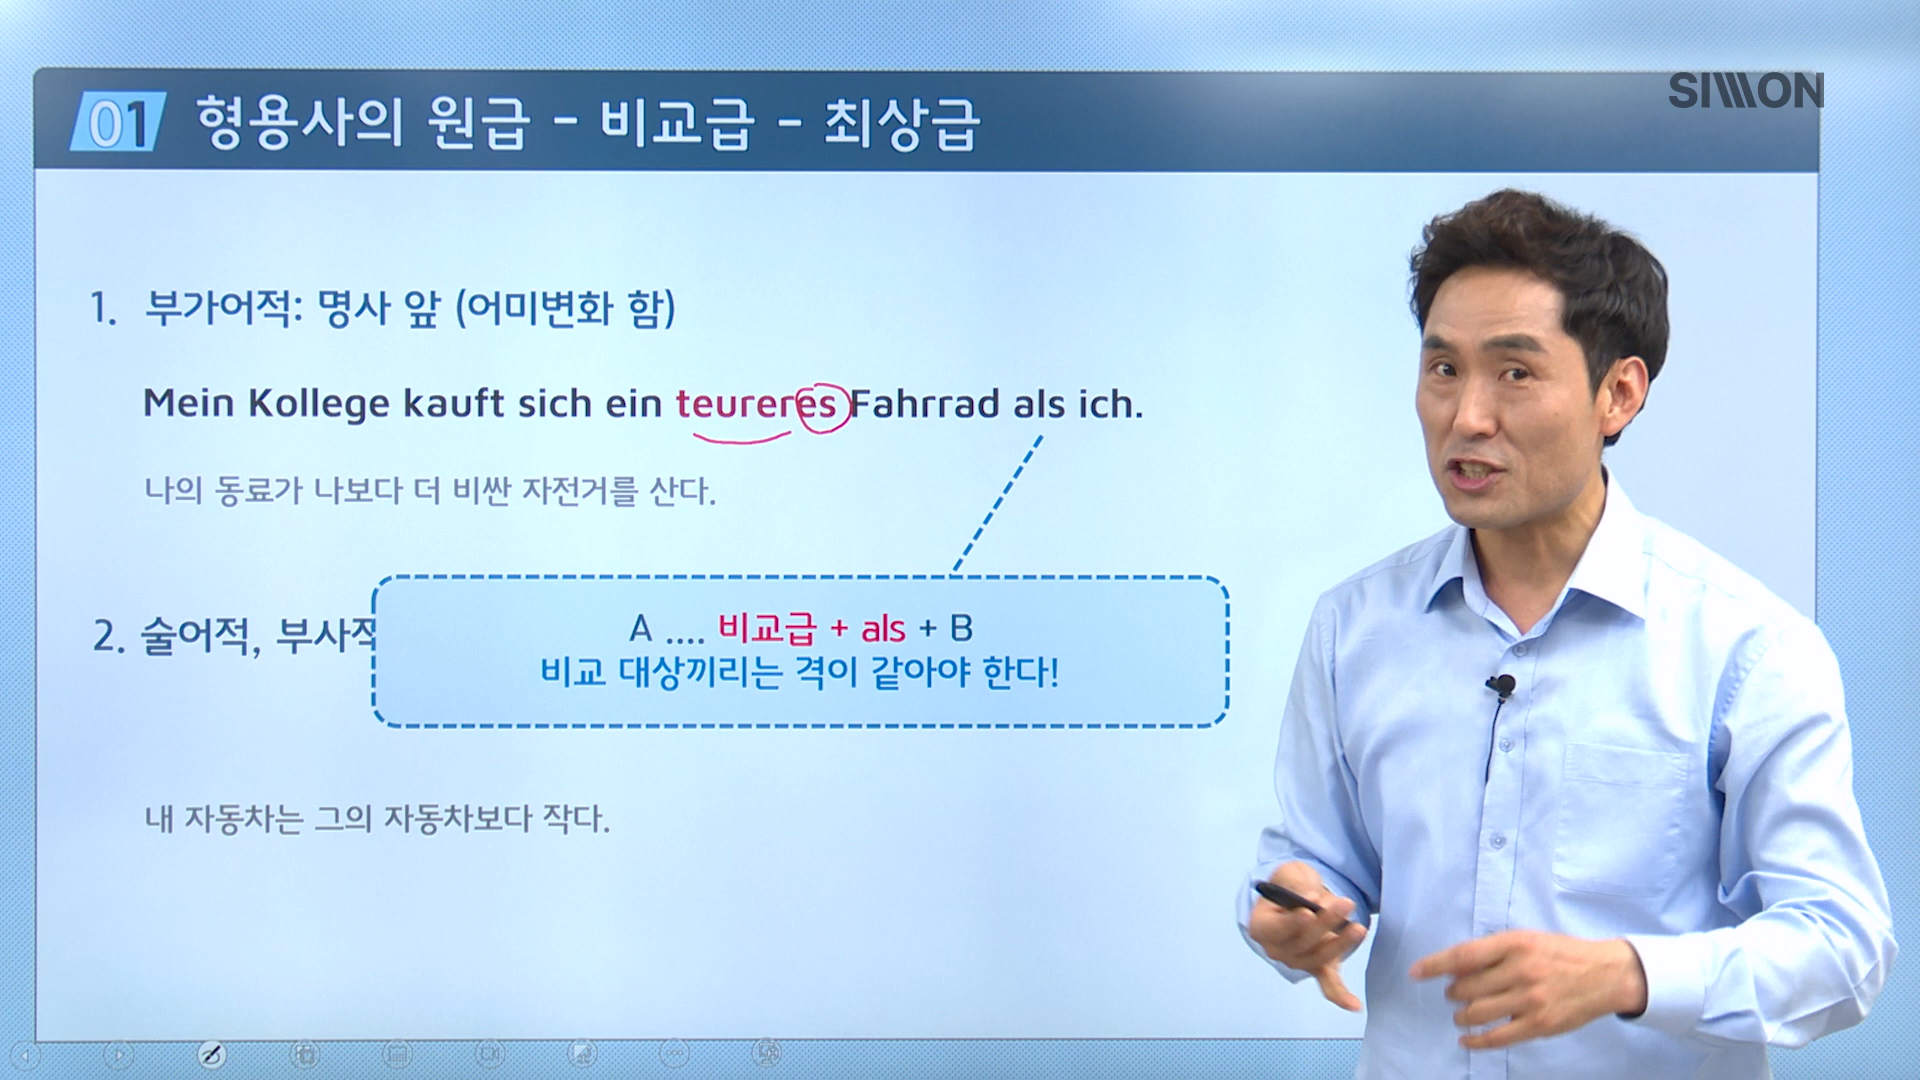 SIWON
01 형용사의 원급 - 비교급 - 최상급
1. 부가어적: 명사 앞 (어미변화 함)
Mein Kollege kauft sich ein teureres Fahrrad als ich.
나의 동료가 나보다 더 비싼 자전거를 산다.
2. 술어적, 부사적
A .... 비교급 + als + B
비교 대상끼리는 격이 같아야 한다!
내 자동차는 그의 자동차보다 작다.